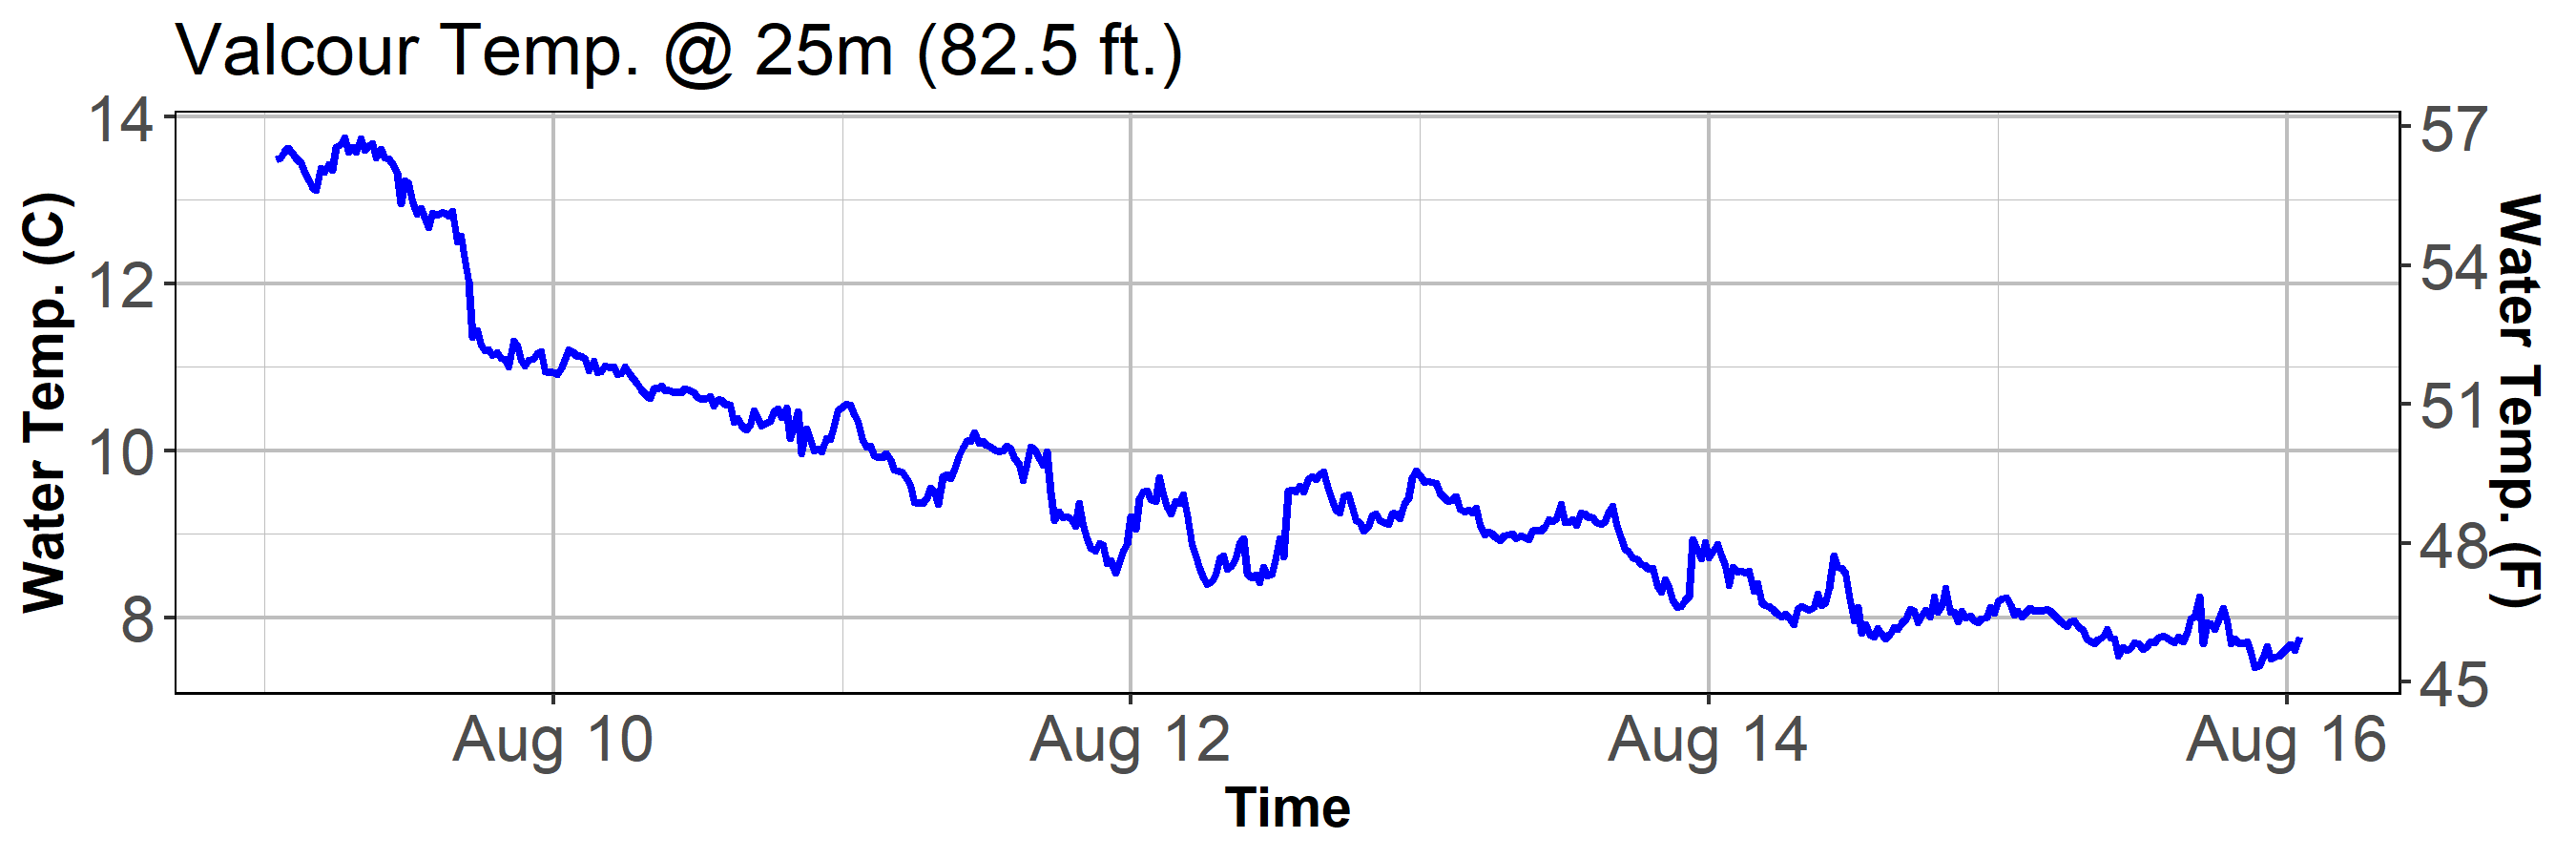 Valcour Temp. @ 25m (82.5 ft.)
Water Temp. (C)
14
12
10
8
57
54
51
48
45
Water Temp. (F)
Aug 10
Aug 12
Aug 14
Aug 16
Time